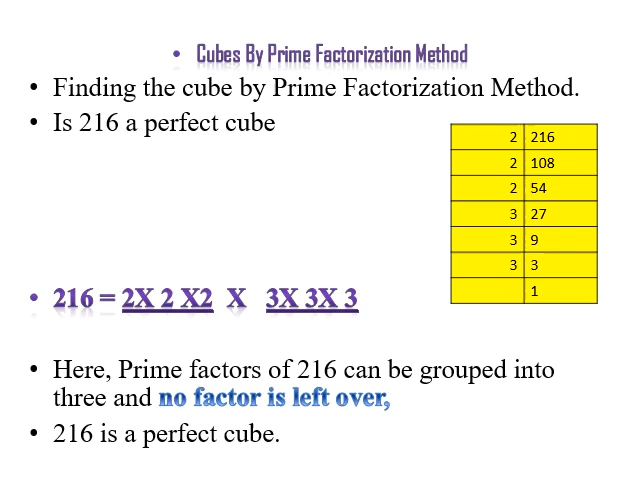 • Cubes By Prime Factorization Method
• Finding the cube by Prime Factorization Method.
• Is 216 a perfect cube
2 216
2 108
2 54
3 27
3 9
3 3
1
• 216 = 2X 2 X2 X 3X 3X 3
• Here, Prime factors of 216 can be grouped into
three and no factor is left over,
• 216 is a perfect cube.